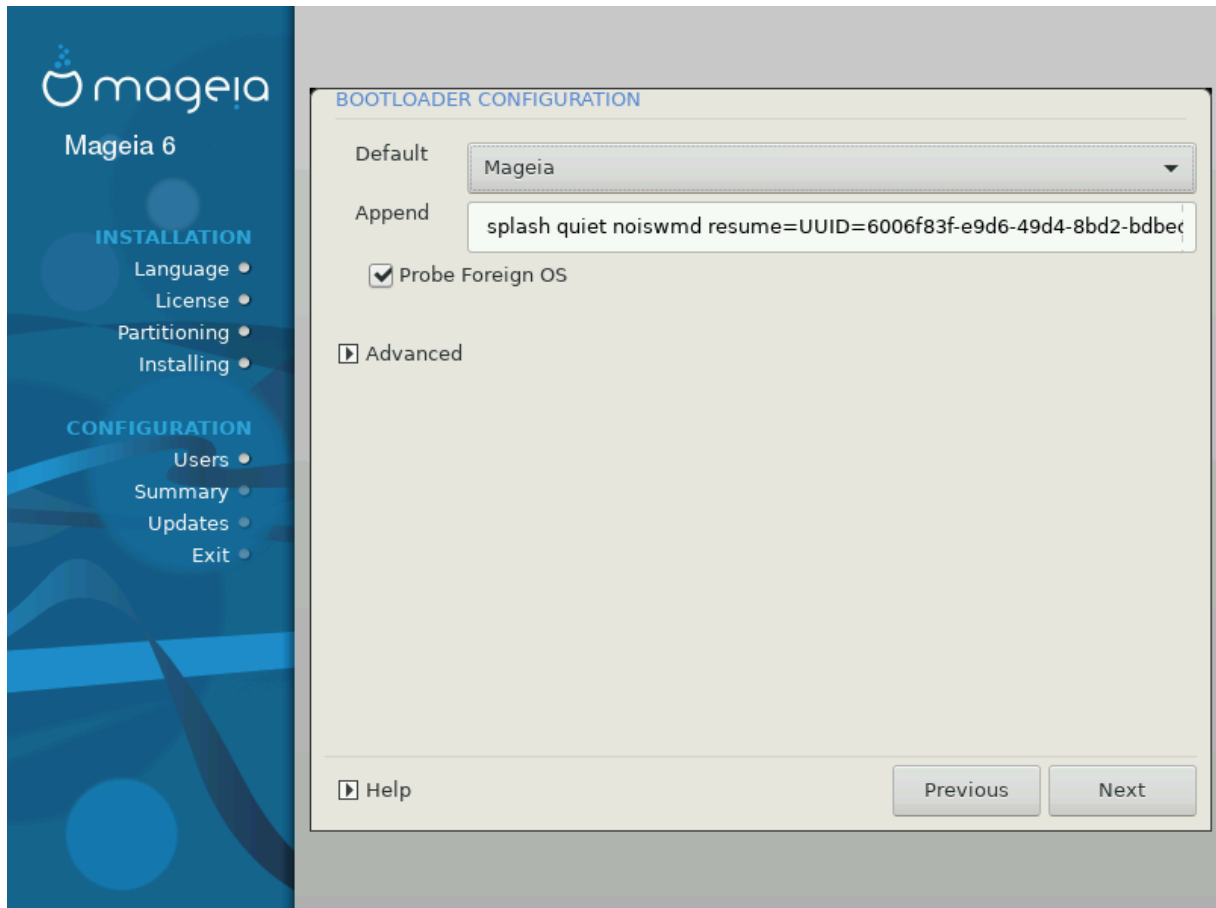 mageia
Mageia 6
INSTALLATION
Language
License
Partitioning
Installing
CONFIGURATION
Users
Summary
Updates
Exit
BOOTLOADER CONFIGURATION
Default
Mageia
Append
splash quiet noiswmd resume=UUID=6006f83f-e9d6-49d4-8bd2-bdbec
Probe Foreign OS
Advanced
Help
Previous
Next